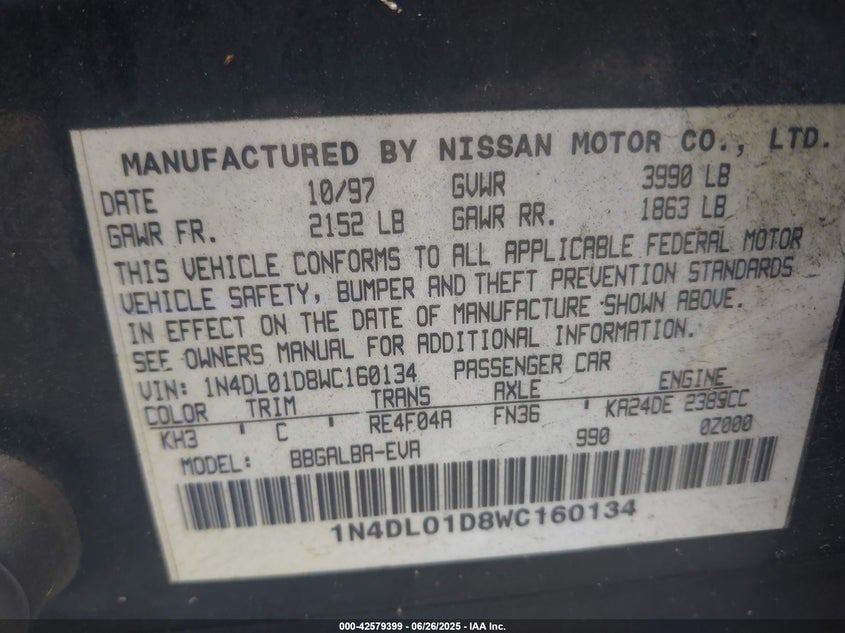 MANUFACTURED BY NISSAN MOTOR CO., LTD.
DATE 10/97 GVWR 3990 LB
GAWR FR. 2152 LB GAWR RR. 1863 LB
THIS VEHICLE CONFORMS TO ALL APPLICABLE FEDERAL MOTOR
VEHICLE SAFETY, BUMPER AND THEFT PREVENTION STANDARDS
IN EFFECT ON THE DATE OF MANUFACTURE SHOWN ABOVE.
SEE OWNERS MANUAL FOR ADDITIONAL INFORMATION.
VIN: 1N4DL01D8WC160134 PASSENGER CAR
COLOR TRIM TRANS AXLE ENGINE
KH3 ' C RE4F04A FN36 ' KA24DE 2389CC
MODEL: BBGALBA-EVA 990 0Z000
1N4DL01D8WC160134
000-42579399 | 06/26/2025 - IAA Inc.